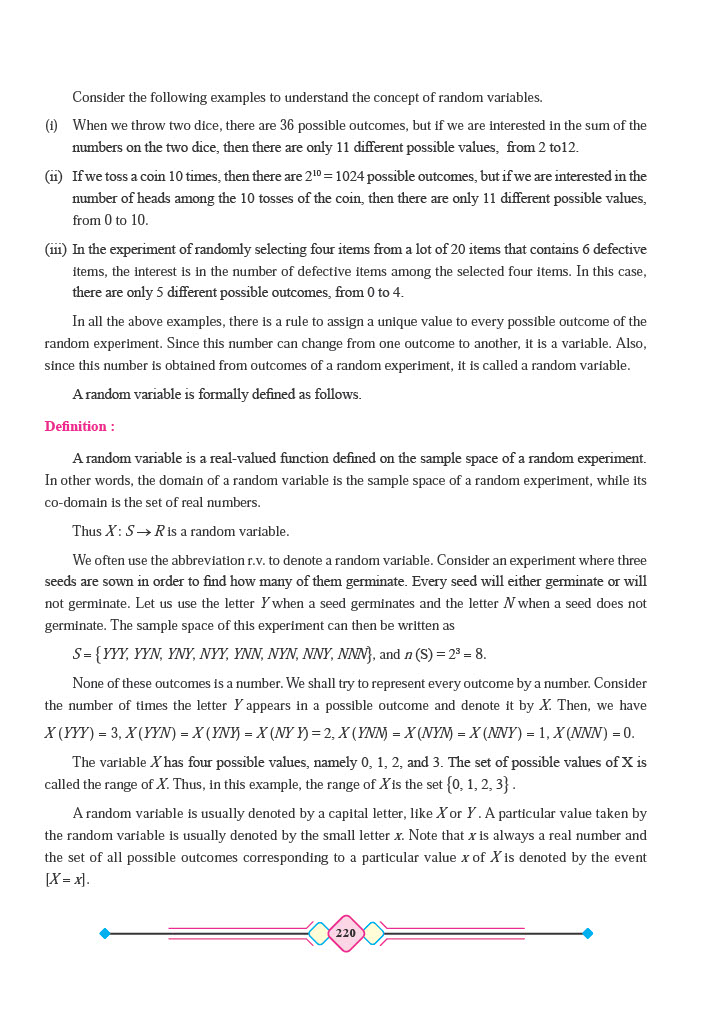 Consider the following examples to understand the concept of random variables.
(i) When we throw two dice, there are 36 possible outcomes, but if we are interested in the sum of the
numbers on the two dice, then there are only 11 different possible values, from 2 to12.
(ii) If we toss a coin 10 times, then there are 2¹⁰ = 1024 possible outcomes, but if we are interested in the
number of heads among the 10 tosses of the coin, then there are only 11 different possible values,
from 0 to 10.
(iii) In the experiment of randomly selecting four items from a lot of 20 items that contains 6 defective
items, the interest is in the number of defective items among the selected four items. In this case,
there are only 5 different possible outcomes, from 0 to 4.
In all the above examples, there is a rule to assign a unique value to every possible outcome of the
random experiment. Since this number can change from one outcome to another, it is a variable. Also,
since this number is obtained from outcomes of a random experiment, it is called a random variable.
A random variable is formally defined as follows.
Definition :
A random variable is a real-valued function defined on the sample space of a random experiment.
In other words, the domain of a random variable is the sample space of a random experiment, while its
co-domain is the set of real numbers.
Thus X : S → R is a random variable.
We often use the abbreviation r.v. to denote a random variable. Consider an experiment where three
seeds are sown in order to find how many of them germinate. Every seed will either germinate or will
not germinate. Let us use the letter Y when a seed germinates and the letter N when a seed does not
germinate. The sample space of this experiment can then be written as
S = {YYY, YYN, YNY, NYY, YNN, NYN, NNY, NNN}, and n (S) = 2³ = 8.
None of these outcomes is a number. We shall try to represent every outcome by a number. Consider
the number of times the letter Y appears in a possible outcome and denote it by X. Then, we have
X (YYY) = 3, X (YYN) = X (YNY) = X (NY Y) = 2, X (YNN) = X (NYN) = X (NNY) = 1, X (NNN) = 0.
The variable X has four possible values, namely 0, 1, 2, and 3. The set of possible values of X is
called the range of X. Thus, in this example, the range of X is the set {0, 1, 2, 3} .
A random variable is usually denoted by a capital letter, like X or Y . A particular value taken by
the random variable is usually denoted by the small letter x. Note that x is always a real number and
the set of all possible outcomes corresponding to a particular value x of X is denoted by the event
[X = x].
220